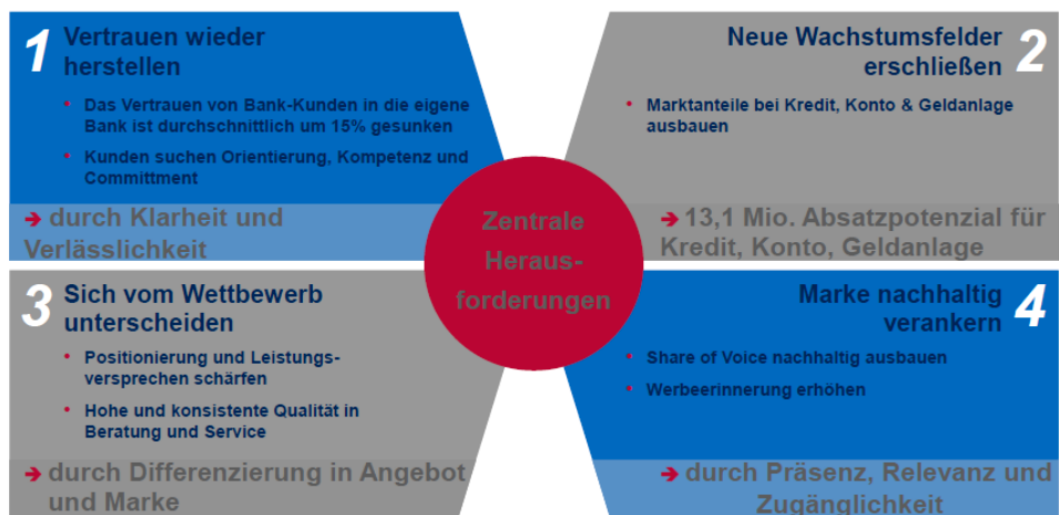 1 Vertrauen wieder
herstellen
• Das Vertrauen von Bank-Kunden in die eigene
Bank ist durchschnittlich um 15% gesunken
• Kunden suchen Orientierung, Kompetenz und
Committment
➔ durch Klarheit und
Verlässlichkeit
Neue Wachstumsfelder 2
erschließen
• Marktanteile bei Kredit, Konto & Geldanlage
ausbauen
➔ 13,1 Mio. Absatzpotenzial für
Kredit, Konto, Geldanlage
Zentrale
Heraus-
forderungen
3 Sich vom Wettbewerb
unterscheiden
• Positionierung und Leistungs-
versprechen schärfen
• Hohe und konsistente Qualität in
Beratung und Service
➔ durch Differenzierung in Angebot
und Marke
Marke nachhaltig 4
verankern
• Share of Voice nachhaltig ausbauen
• Werbeerinnerung erhöhen
➔ durch Präsenz, Relevanz und
Zugänglichkeit